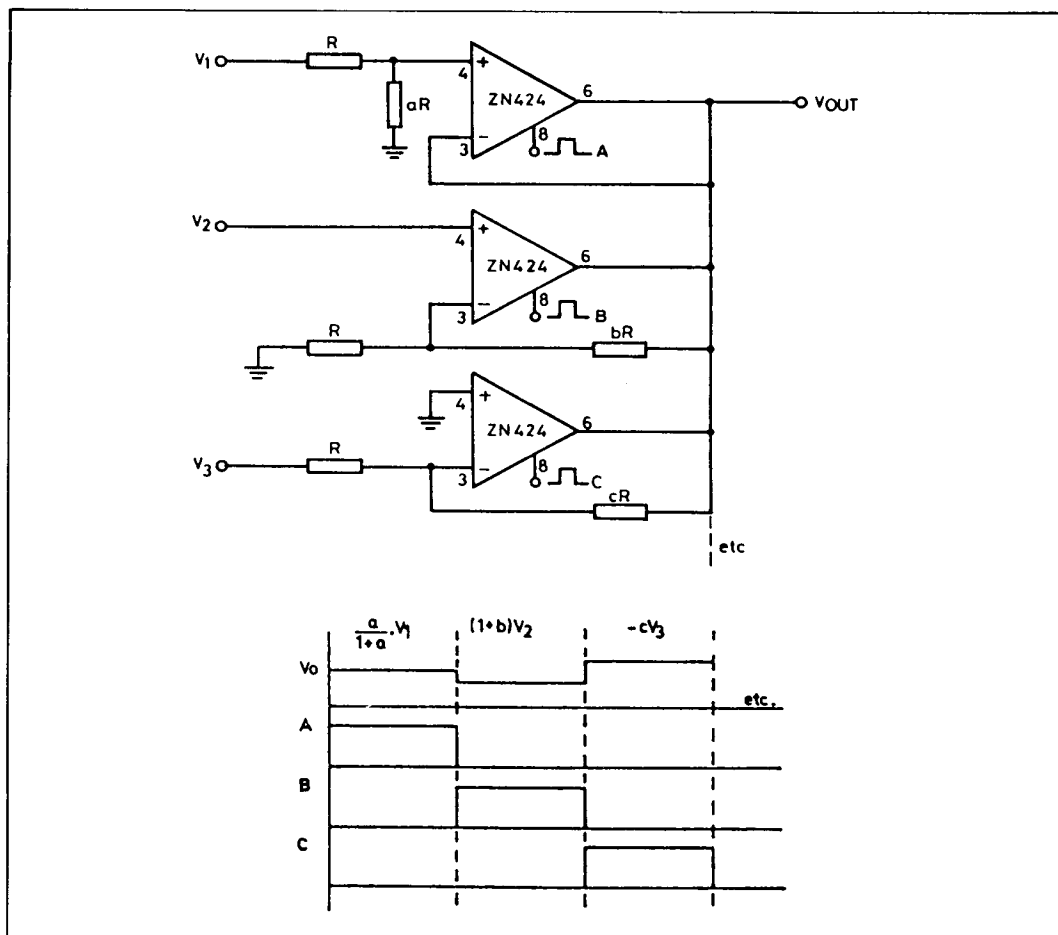 R
V1
4
+
6
VOUT
aR
ZN424
3
−
8
A
V2
4
+
6
ZN424
3
−
8
B
R
bR
4
+
6
ZN424
R
V3
3
−
8
C
cR
etc
a/1+a .V1
(1+b)V2
-cV3
Vo
etc.
A
B
C